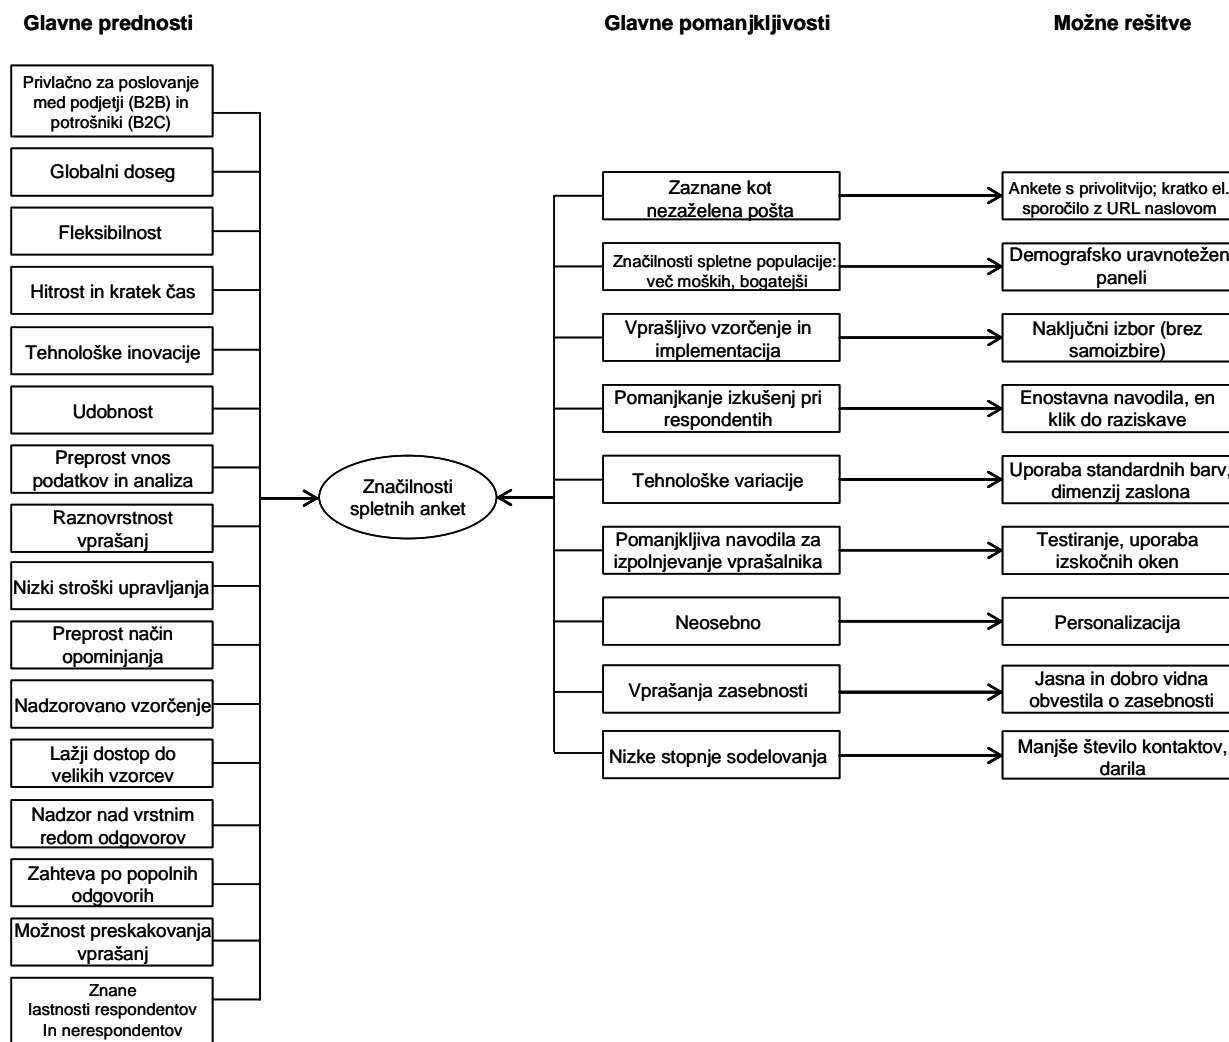 Glavne prednosti
Glavne pomanjkljivosti
Možne rešitve
Privlačno za poslovanje
med podjetji (B2B) in
potrošniki (B2C)
Globalni doseg
Fleksibilnost
Hitrost in kratek čas
Tehnološke inovacije
Udobnost
Preprost vnos
podatkov in analiza
Raznovrstnost
vprašanj
Nizki stroški upravljanja
Preprost način
opominjanja
Nadzorovano vzorčenje
Lažji dostop do
velikih vzorcev
Nadzor nad vrstnim
redom odgovorov
Zahteva po popolnih
odgovorih
Možnost preskakovanja
vprašanj
Znane
lastnosti respondentov
In nerespondentov
Značilnosti
spletnih anket
Zaznane kot
nezaželena pošta
Značilnosti spletne populacije:
več moških, bogatejši
Vprašljivo vzorčenje in
implementacija
Pomanjkanje izkušenj pri
respondentih
Tehnološke variacije
Pomanjkljiva navodila za
izpolnjevanje vprašalnika
Neosebno
Vprašanja zasebnosti
Nizke stopnje sodelovanja
Ankete s privolitvijo; kratko el.
sporočilo z URL naslovom
Demografsko uravnoteženi
paneli
Naključni izbor (brez
samoizbire)
Enostavna navodila, en
klik do raziskave
Uporaba standardnih barv,
dimenzij zaslona
Testiranje, uporaba
izskočnih oken
Personalizacija
Jasna in dobro vidna
obvestila o zasebnosti
Manjše število kontaktov,
darila